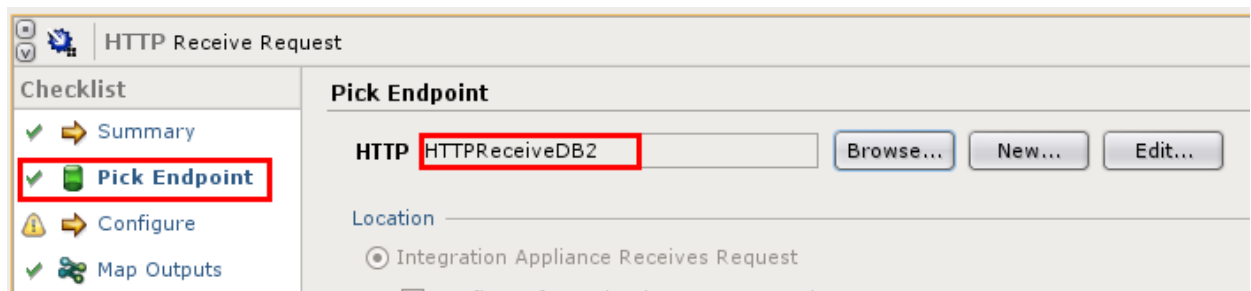 HTTP Receive Request
Checklist
Summary
Pick Endpoint
Configure
Map Outputs
Pick Endpoint
HTTP HTTPReceiveDB2 Browse... New... Edit...
Location
Integration Appliance Receives Request